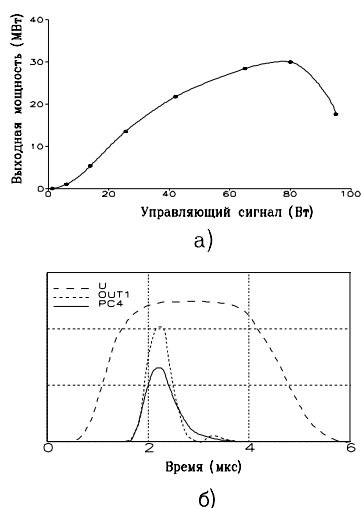 Выходная мощность (МВт)
40
30
20
10
0
0 20 40 60 80 100
Управляющий сигнал (Вт)
а)
U
OUT1
PC4
0 2 4 6
Время (мкс)
б)